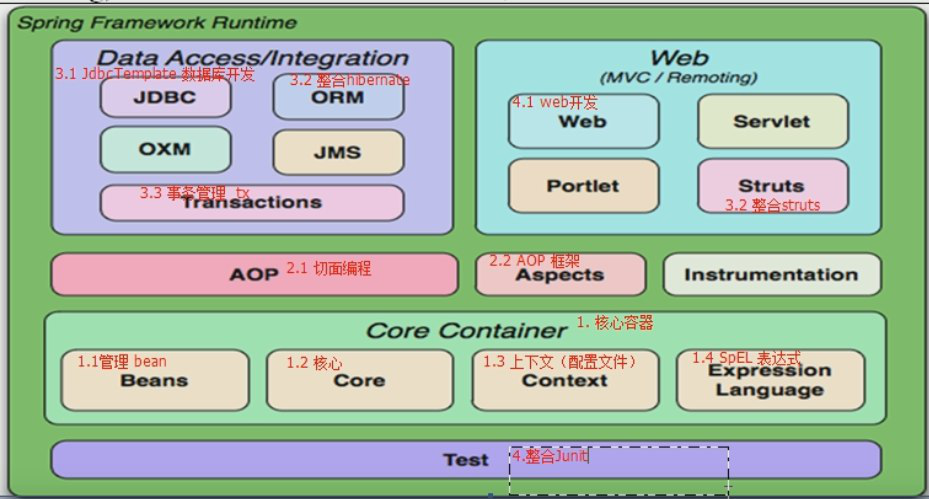 Spring Framework Runtime
Data Access/Integration
3.1 JdbcTemplate 数据库开发
3.2 整合hibernate
JDBC
ORM
OXM
JMS
3.3 事务管理 tx
Transactions
Web
(MVC / Remoting)
4.1 web开发
Web
Servlet
Portlet
Struts
3.2 整合struts
AOP 2.1 切面编程
2.2 AOP 框架
Aspects
Instrumentation
Core Container 1. 核心容器
1.1管理 bean
Beans
1.2 核心
Core
1.3 上下文（配置文件）
Context
1.4 SpEL 表达式
Expression
Language
Test 4.整合Junit